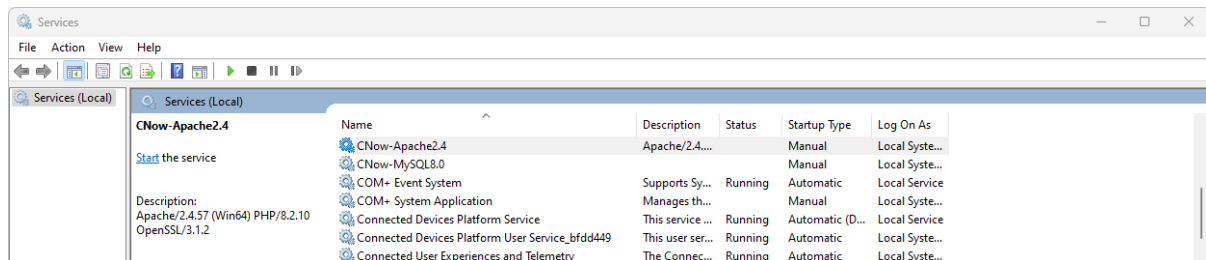 Services
File Action View Help
Services (Local)
Services (Local)
CNow-Apache2.4
Start the service
Description:
Apache/2.4.57 (Win64) PHP/8.2.10
OpenSSL/3.1.2
Name Description Status Startup Type Log On As
CNow-Apache2.4 Apache/2.4.... Manual Local Syste...
CNow-MySQL8.0 Manual Local Syste...
COM+ Event System Supports Sy... Running Automatic Local Service
COM+ System Application Manages th... Manual Local Syste...
Connected Devices Platform Service This service ... Running Automatic (D... Local Service
Connected Devices Platform User Service_bfdd449 This user ser... Running Automatic Local Syste...
Connected User Experiences and Telemetry The Connec... Running Automatic Local Syste...